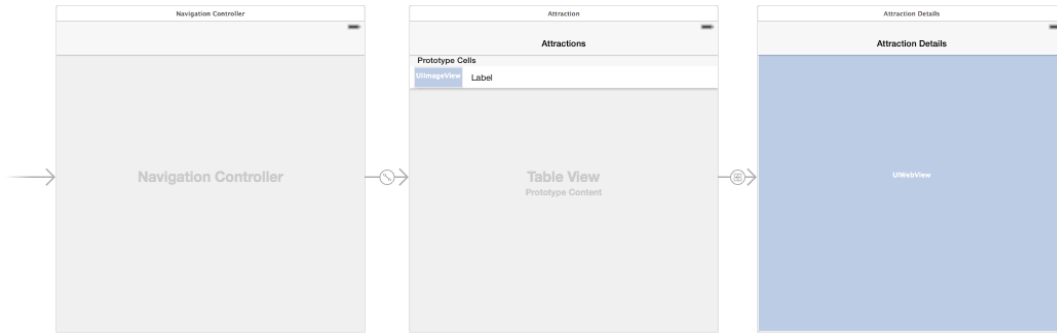 Navigation Controller
Navigation Controller
Attraction
Attractions
Prototype Cells
UIImageView
Label
Table View
Prototype Content
Attraction Details
Attraction Details
UIWebView